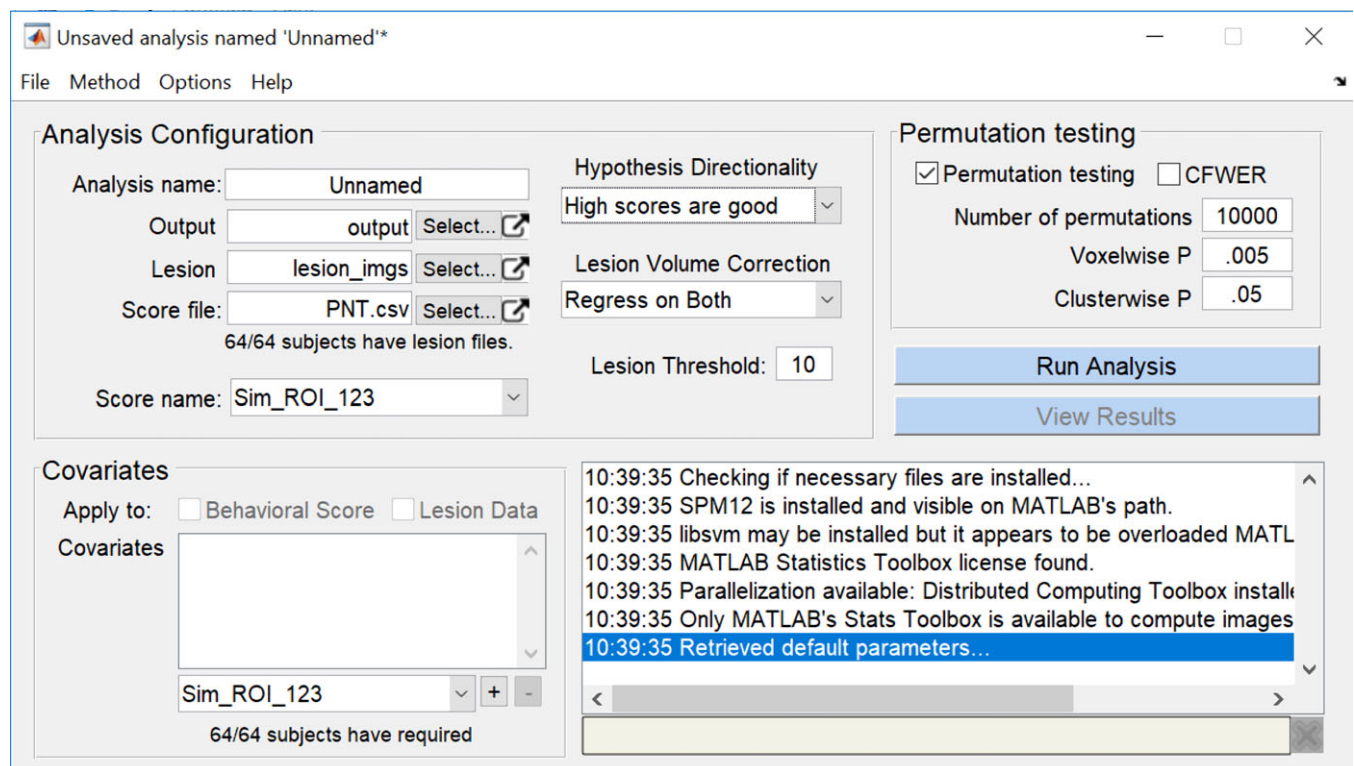 Unsaved analysis named 'Unnamed'*
File Method Options Help
Analysis Configuration
Analysis name: Unnamed
Output output Select...
Lesion lesion_imgs Select...
Score file: PNT.csv Select...
64/64 subjects have lesion files.
Score name: Sim_ROI_123
Hypothesis Directionality
High scores are good
Lesion Volume Correction
Regress on Both
Lesion Threshold: 10
Permutation testing
Permutation testing CFWER
Number of permutations 10000
Voxelwise P .005
Clusterwise P .05
Run Analysis
View Results
Covariates
Apply to: Behavioral Score Lesion Data
Covariates
Sim_ROI_123 + -
64/64 subjects have required
10:39:35 Checking if necessary files are installed...
10:39:35 SPM12 is installed and visible on MATLAB's path.
10:39:35 libsvm may be installed but it appears to be overloaded MATL
10:39:35 MATLAB Statistics Toolbox license found.
10:39:35 Parallelization available: Distributed Computing Toolbox installe
10:39:35 Only MATLAB's Stats Toolbox is available to compute images
10:39:35 Retrieved default parameters...